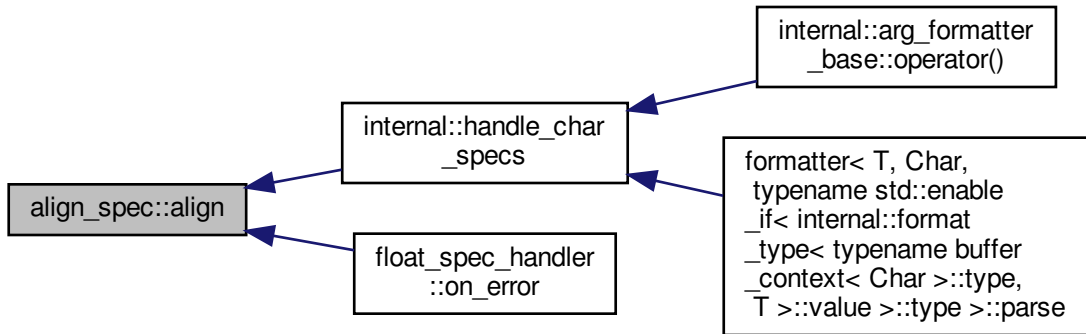 align_spec::align
internal::handle_char
_specs
float_spec_handler
::on_error
internal::arg_formatter
_base::operator()
formatter< T, Char,
typename std::enable
_if< internal::format
_type< typename buffer
_context< Char >::type,
T >::value >::type >::parse